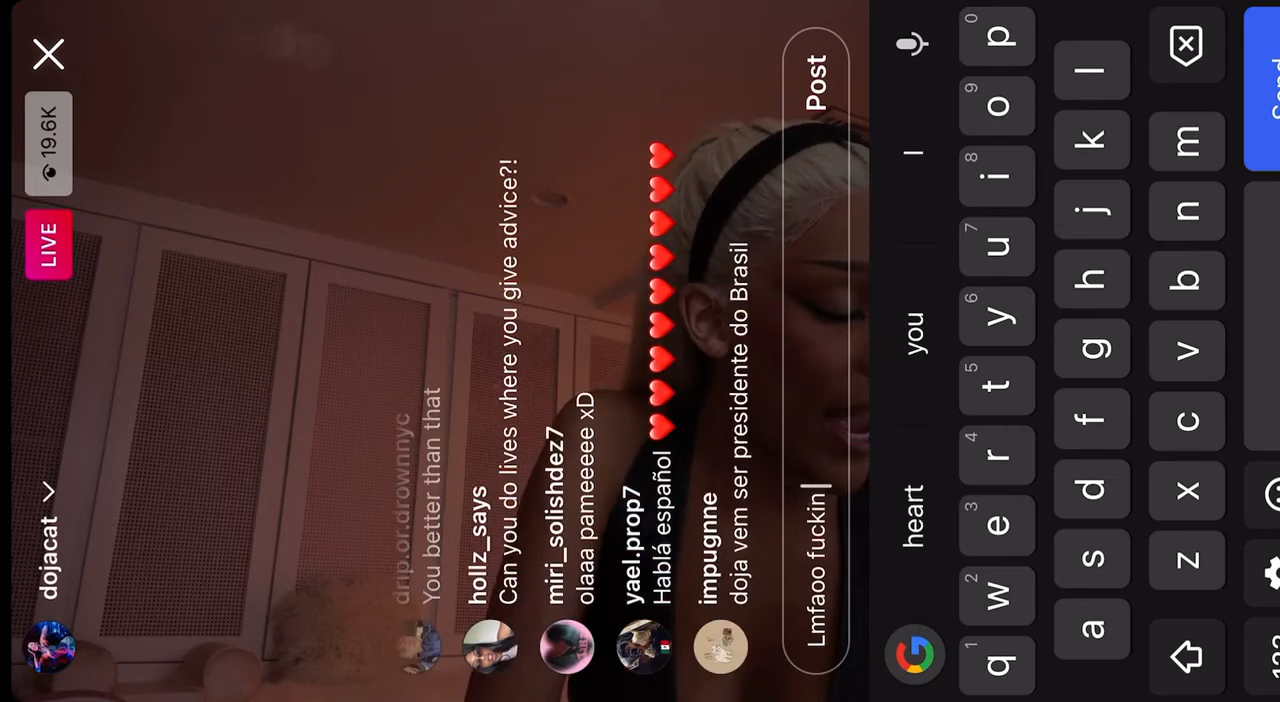 dojacat
LIVE
19.6K
drip.or.drownnyc
You better than that
hollz_says
Can you do lives where you give advice?!
miri_solishdez7
olaaa pameeeee xD
yael.prop7
Hablá español ❤️❤️❤️❤️❤️❤️❤️❤️❤️
impugnne
doja vem ser presidente do Brasil
Lmfaoo fuckin
Post
heart
you
I
q 1 w 2 e 3 r 4 t 5 y 6 u 7 i 8 o 9 p 0
a s d f g h j k l
z x c v b n m
123
Send